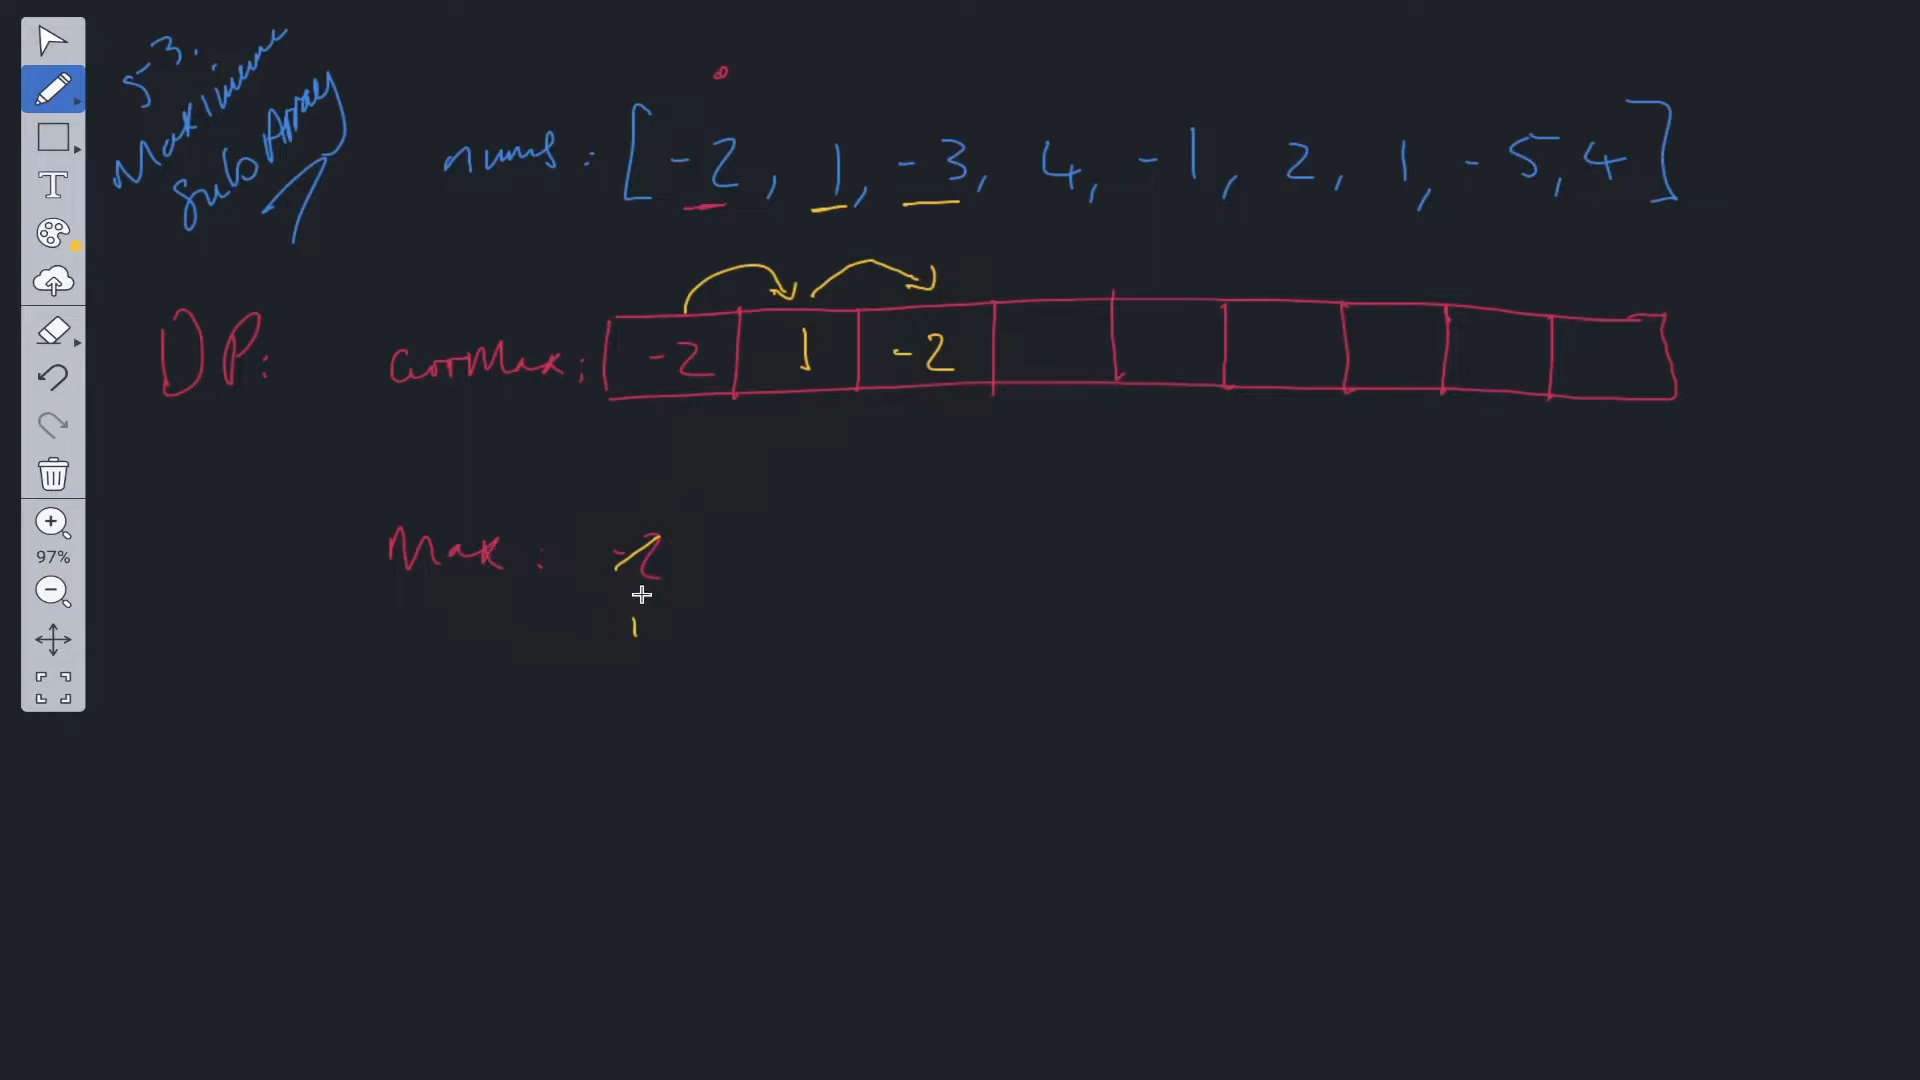 53.
Maximum
SubArray
nums: [-2, 1, -3, 4, -1, 2, 1, -5, 4]
DP:
currMax: -2 1 -2
Max: -2
1
T
97%